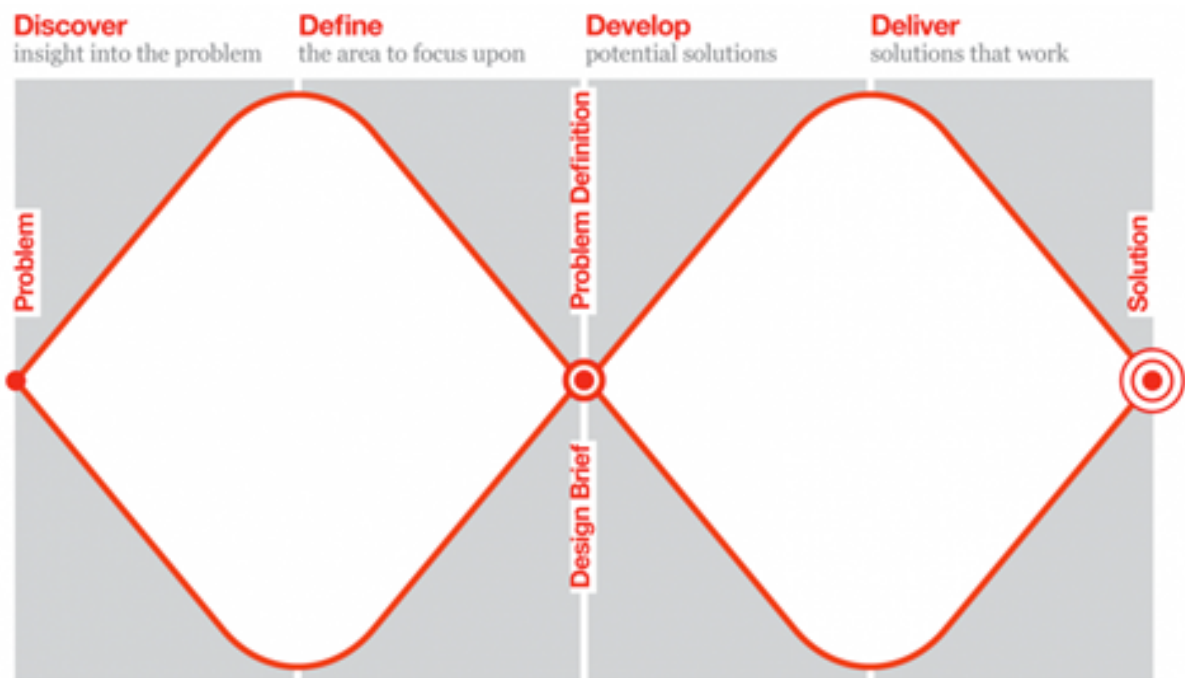 Discover
insight into the problem
Define
the area to focus upon
Develop
potential solutions
Deliver
solutions that work
Problem
Problem Definition
Design Brief
Solution